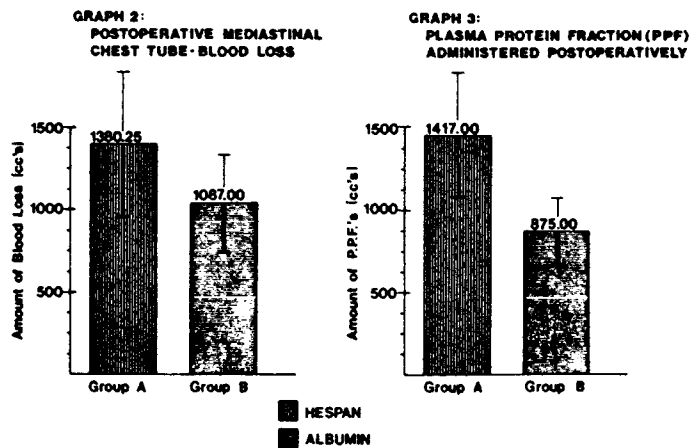 GRAPH 2:
POSTOPERATIVE MEDIASTINAL
CHEST TUBE-BLOOD LOSS
Amount of Blood Loss (cc's)
1500
1000
500
1380.25
1087.00
Group A
Group B
GRAPH 3:
PLASMA PROTEIN FRACTION (PPF)
ADMINISTERED POSTOPERATIVELY
Amount of P.P.F.'s (cc's)
1500
1000
500
1417.00
875.00
Group A
Group B
HESPAN
ALBUMIN